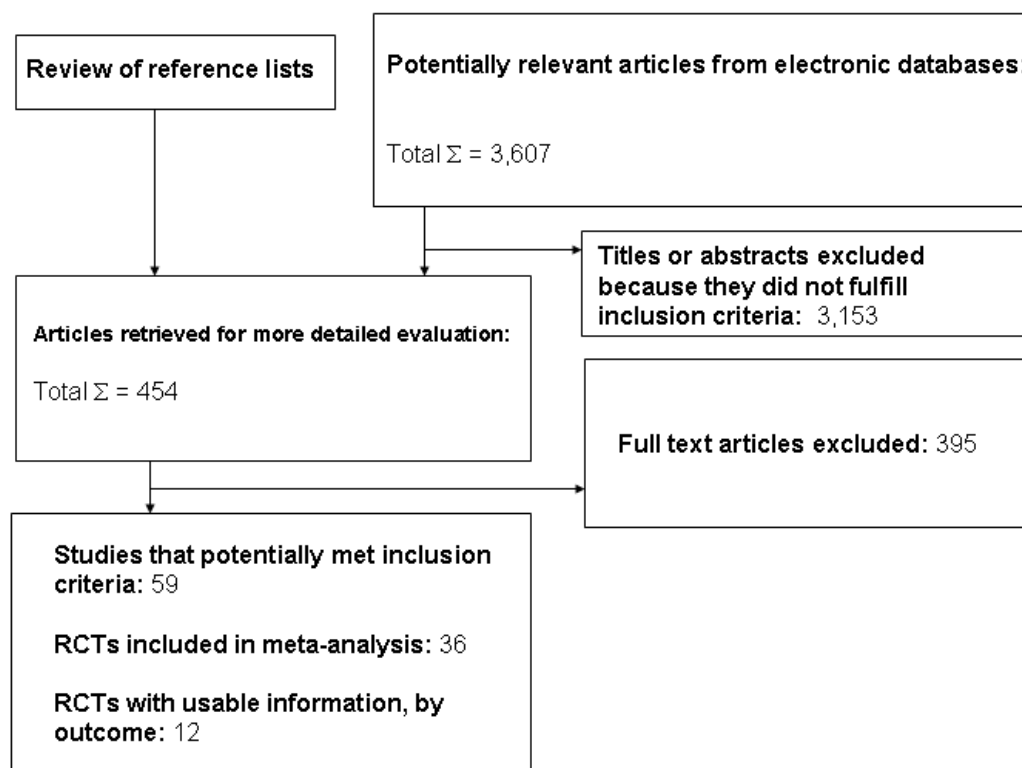 Review of reference lists
Potentially relevant articles from electronic databases:
Total Σ = 3,607
Titles or abstracts excluded
because they did not fulfill
inclusion criteria: 3,153
Articles retrieved for more detailed evaluation:
Total Σ = 454
Full text articles excluded: 395
Studies that potentially met inclusion
criteria: 59
RCTs included in meta-analysis: 36
RCTs with usable information, by
outcome: 12